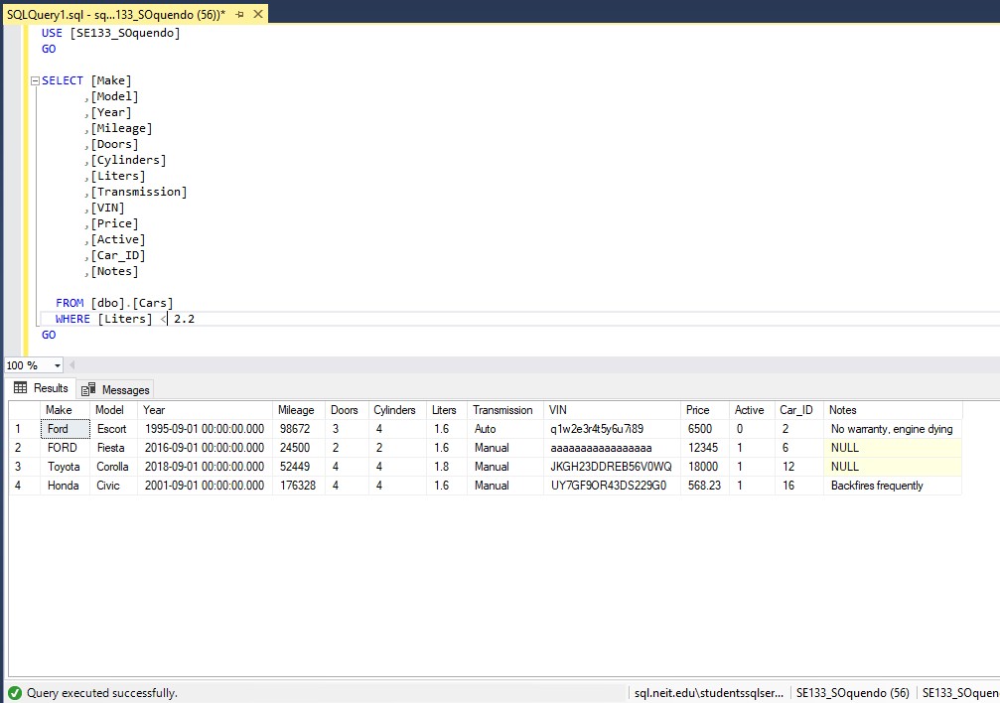 SQLQuery1.sql - sq...133_SOquendo (56))*
USE [SE133_SOquendo]
GO
SELECT [Make]
,[Model]
,[Year]
,[Mileage]
,[Doors]
,[Cylinders]
,[Liters]
,[Transmission]
,[VIN]
,[Price]
,[Active]
,[Car_ID]
,[Notes]
FROM [dbo].[Cars]
WHERE [Liters] < 2.2
GO
100 %
Results Messages
Make Model Year Mileage Doors Cylinders Liters Transmission VIN Price Active Car_ID Notes
1 Ford Escort 1995-09-01 00:00:00.000 98672 3 4 1.6 Auto q1w2e3r4t5y6u7i89 6500 0 2 No warranty, engine dying
2 FORD Fiesta 2016-09-01 00:00:00.000 24500 2 2 1.6 Manual aaaaaaaaaaaaaaaaa 12345 1 6 NULL
3 Toyota Corolla 2018-09-01 00:00:00.000 52449 4 4 1.8 Manual JKGH23DDREB56V0WQ 18000 1 12 NULL
4 Honda Civic 2001-09-01 00:00:00.000 176328 4 4 1.6 Manual UY7GF9OR43DS229G0 568.23 1 16 Backfires frequently
Query executed successfully. sql.neit.edu\studentssqlser... SE133_SOquendo (56) SE133_SOquen